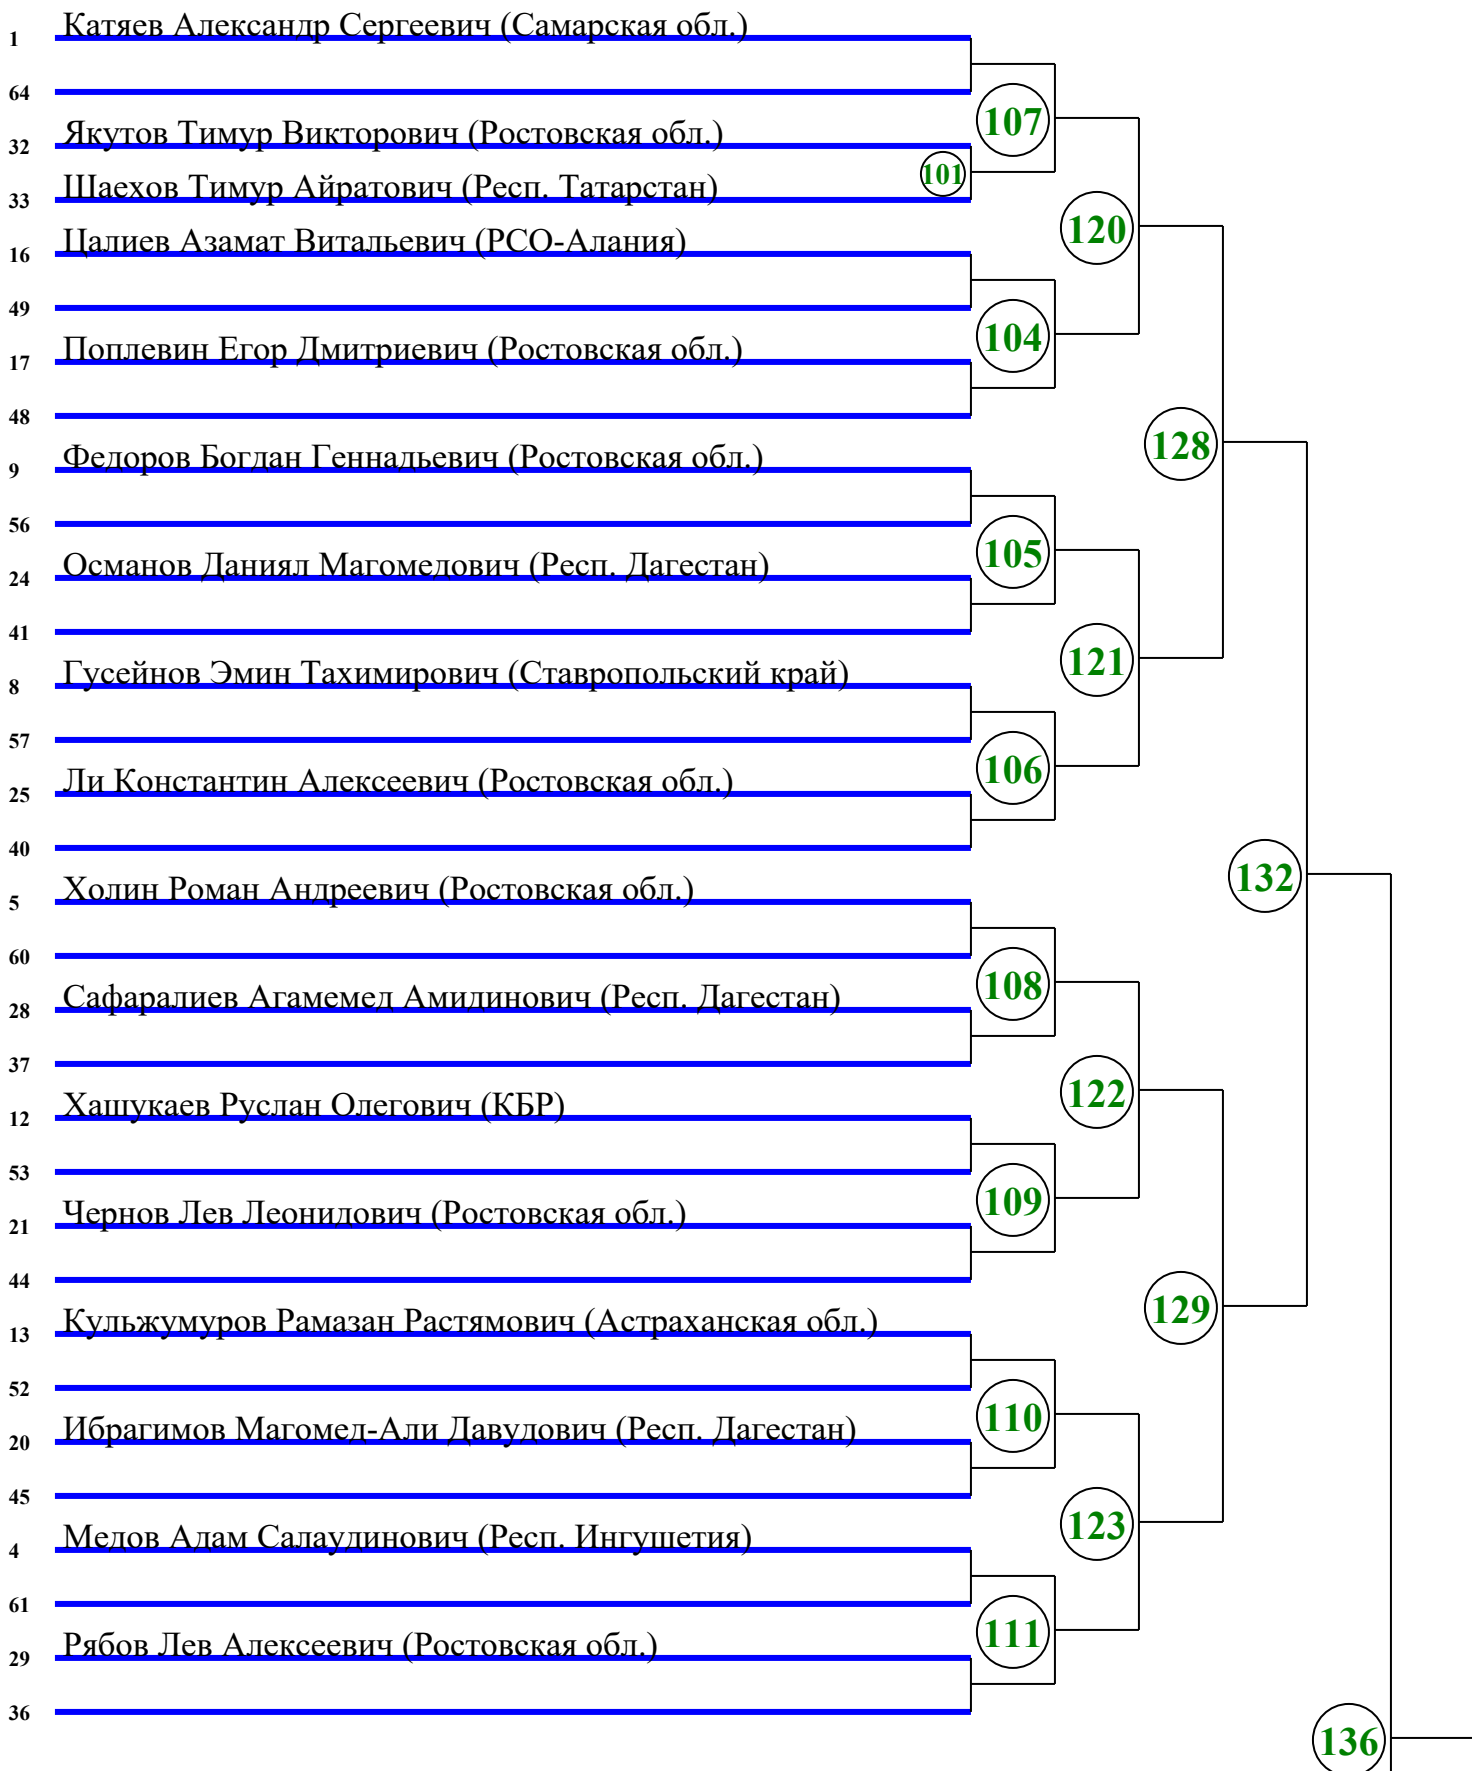 1 Катяев Александр Сергеевич (Самарская обл.)
64
107
32 Якутов Тимур Викторович (Ростовская обл.)
101
33 Шаехов Тимур Айратович (Респ. Татарстан)
120
16 Цалиев Азамат Витальевич (РСО-Алания)
49
104
17 Поплевин Егор Дмитриевич (Ростовская обл.)
48
128
9 Федоров Богдан Геннадьевич (Ростовская обл.)
56
105
24 Османов Даниял Магомедович (Респ. Дагестан)
41
121
8 Гусейнов Эмин Тахимирович (Ставропольский край)
57
106
25 Ли Константин Алексеевич (Ростовская обл.)
40
132
5 Холин Роман Андреевич (Ростовская обл.)
60
108
28 Сафаралиев Агамемед Амидинович (Респ. Дагестан)
37
122
12 Хашукаев Руслан Олегович (КБР)
53
109
21 Чернов Лев Леонидович (Ростовская обл.)
44
129
13 Кульжумуров Рамазан Растямович (Астраханская обл.)
52
110
20 Ибрагимов Магомед-Али Давудович (Респ. Дагестан)
45
123
4 Медов Адам Салаудинович (Респ. Ингушетия)
61
111
29 Рябов Лев Алексеевич (Ростовская обл.)
36
136